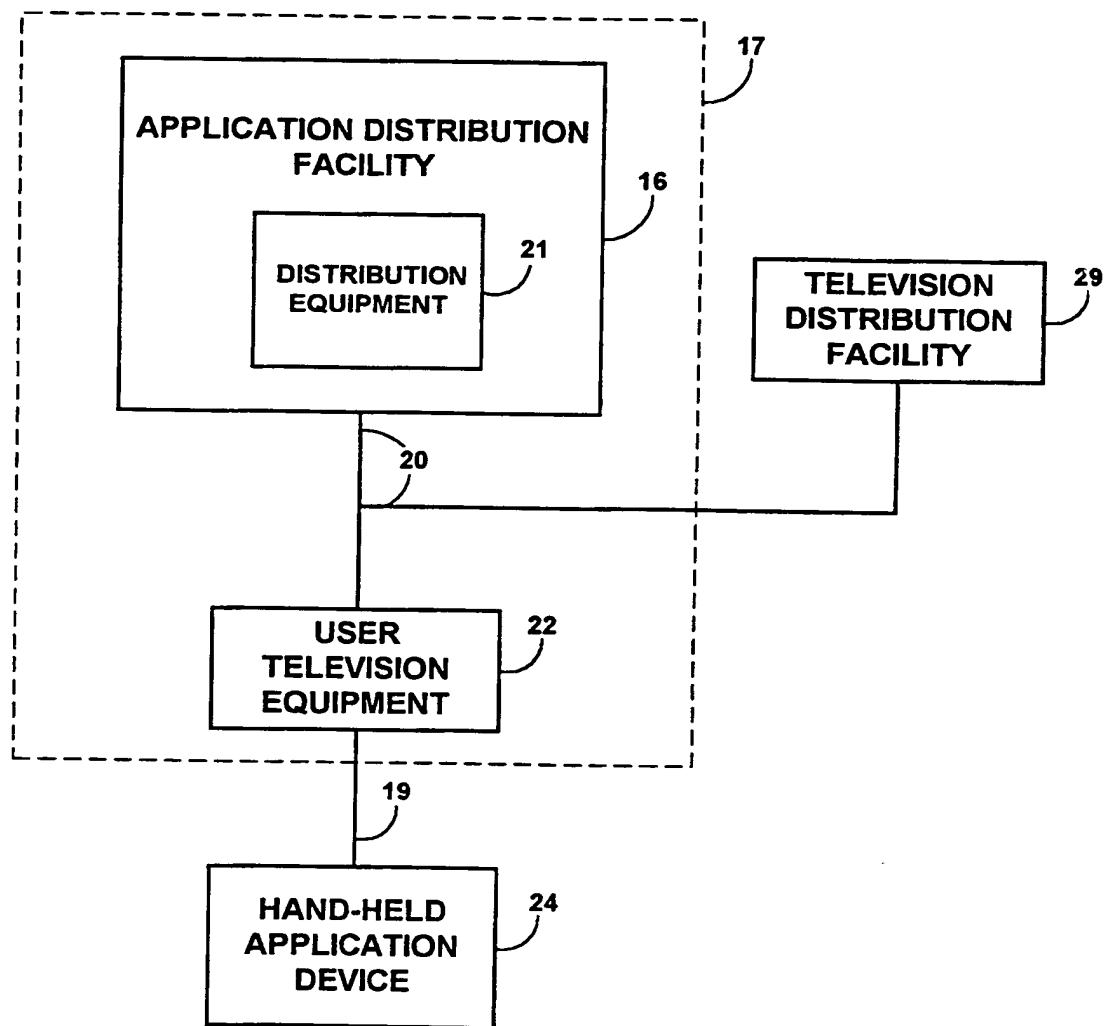 17
APPLICATION DISTRIBUTION
FACILITY
16
DISTRIBUTION
EQUIPMENT
21
TELEVISION
DISTRIBUTION
FACILITY
29
20
USER
TELEVISION
EQUIPMENT
22
19
HAND-HELD
APPLICATION
DEVICE
24